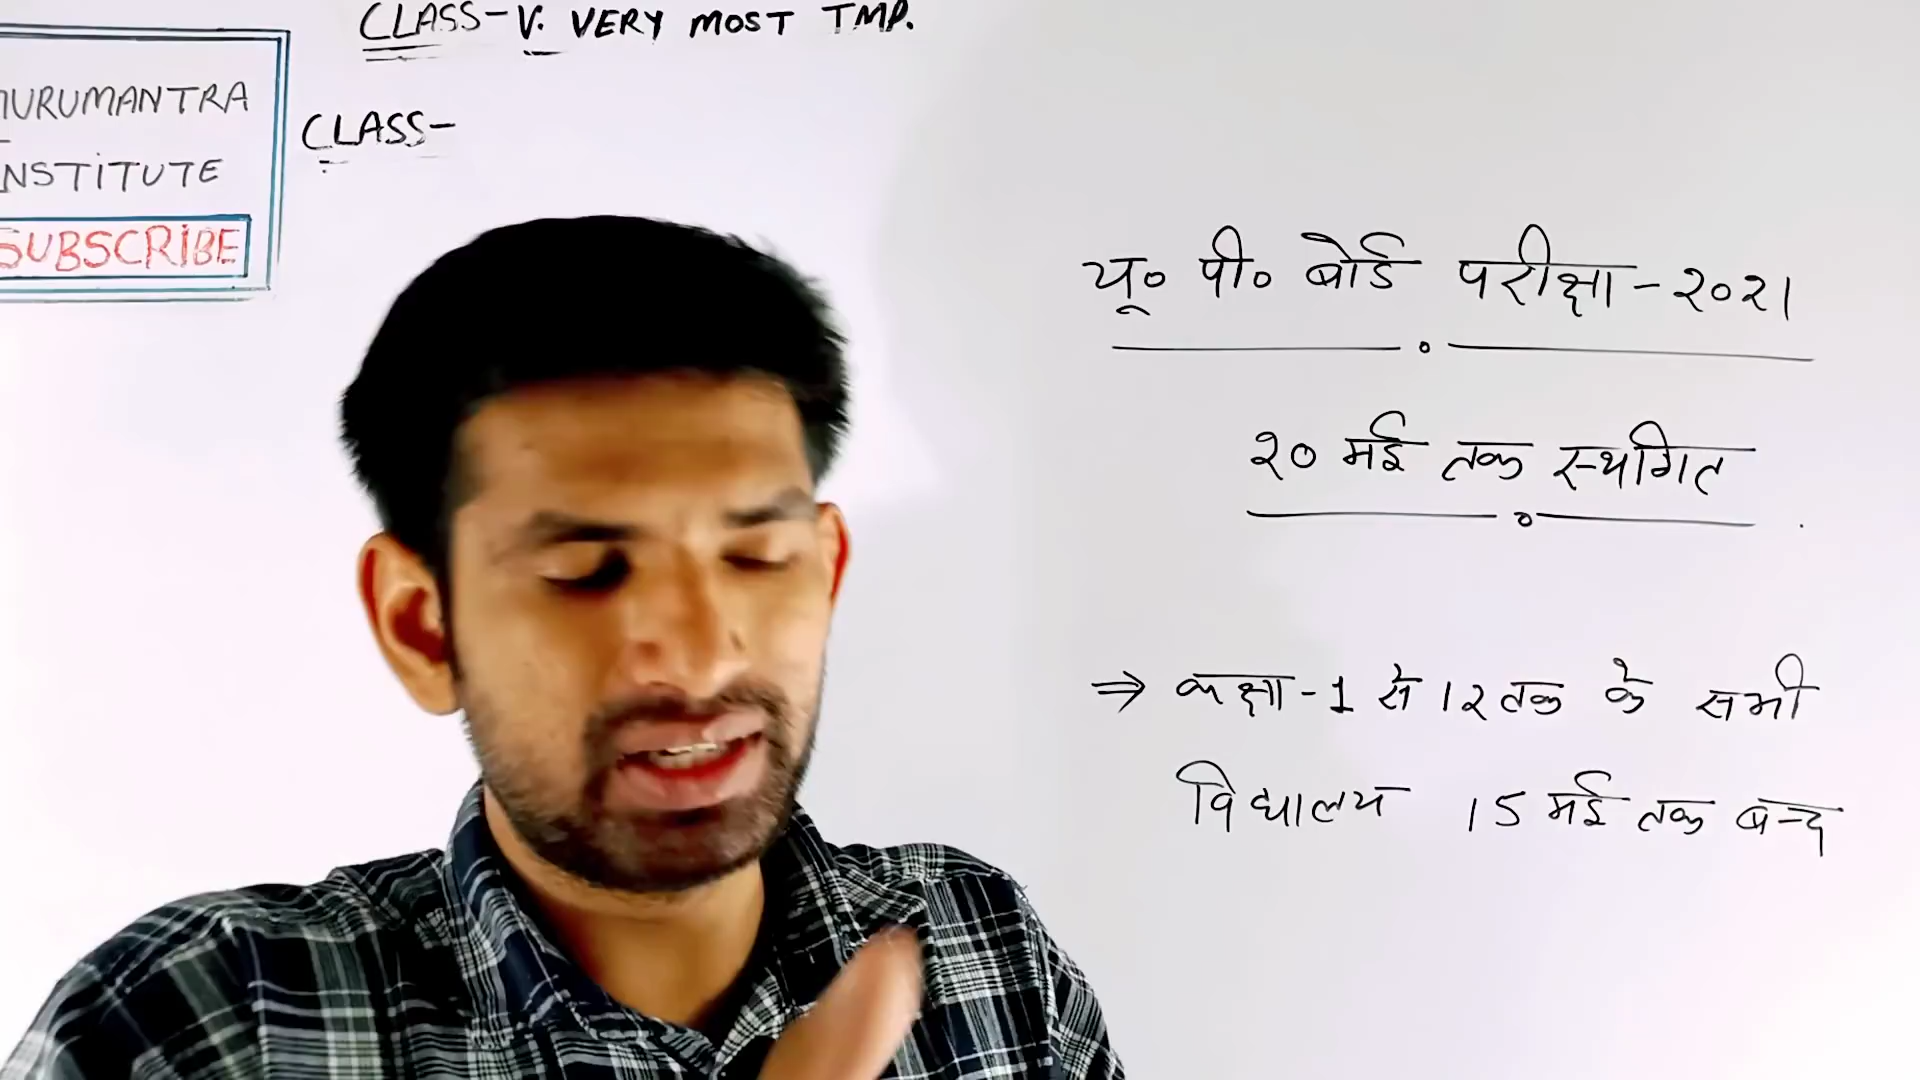 CLASS-V. VERY MOST IMP.
URUMANTRA
NSTITUTE
SUBSCRIBE
CLASS-
यू० पी० बोर्ड परीक्षा-२०२१
२० मई तक स्थगित
⇒ कक्षा-1 से 12 तक के सभी
विद्यालय 15 मई तक बन्द